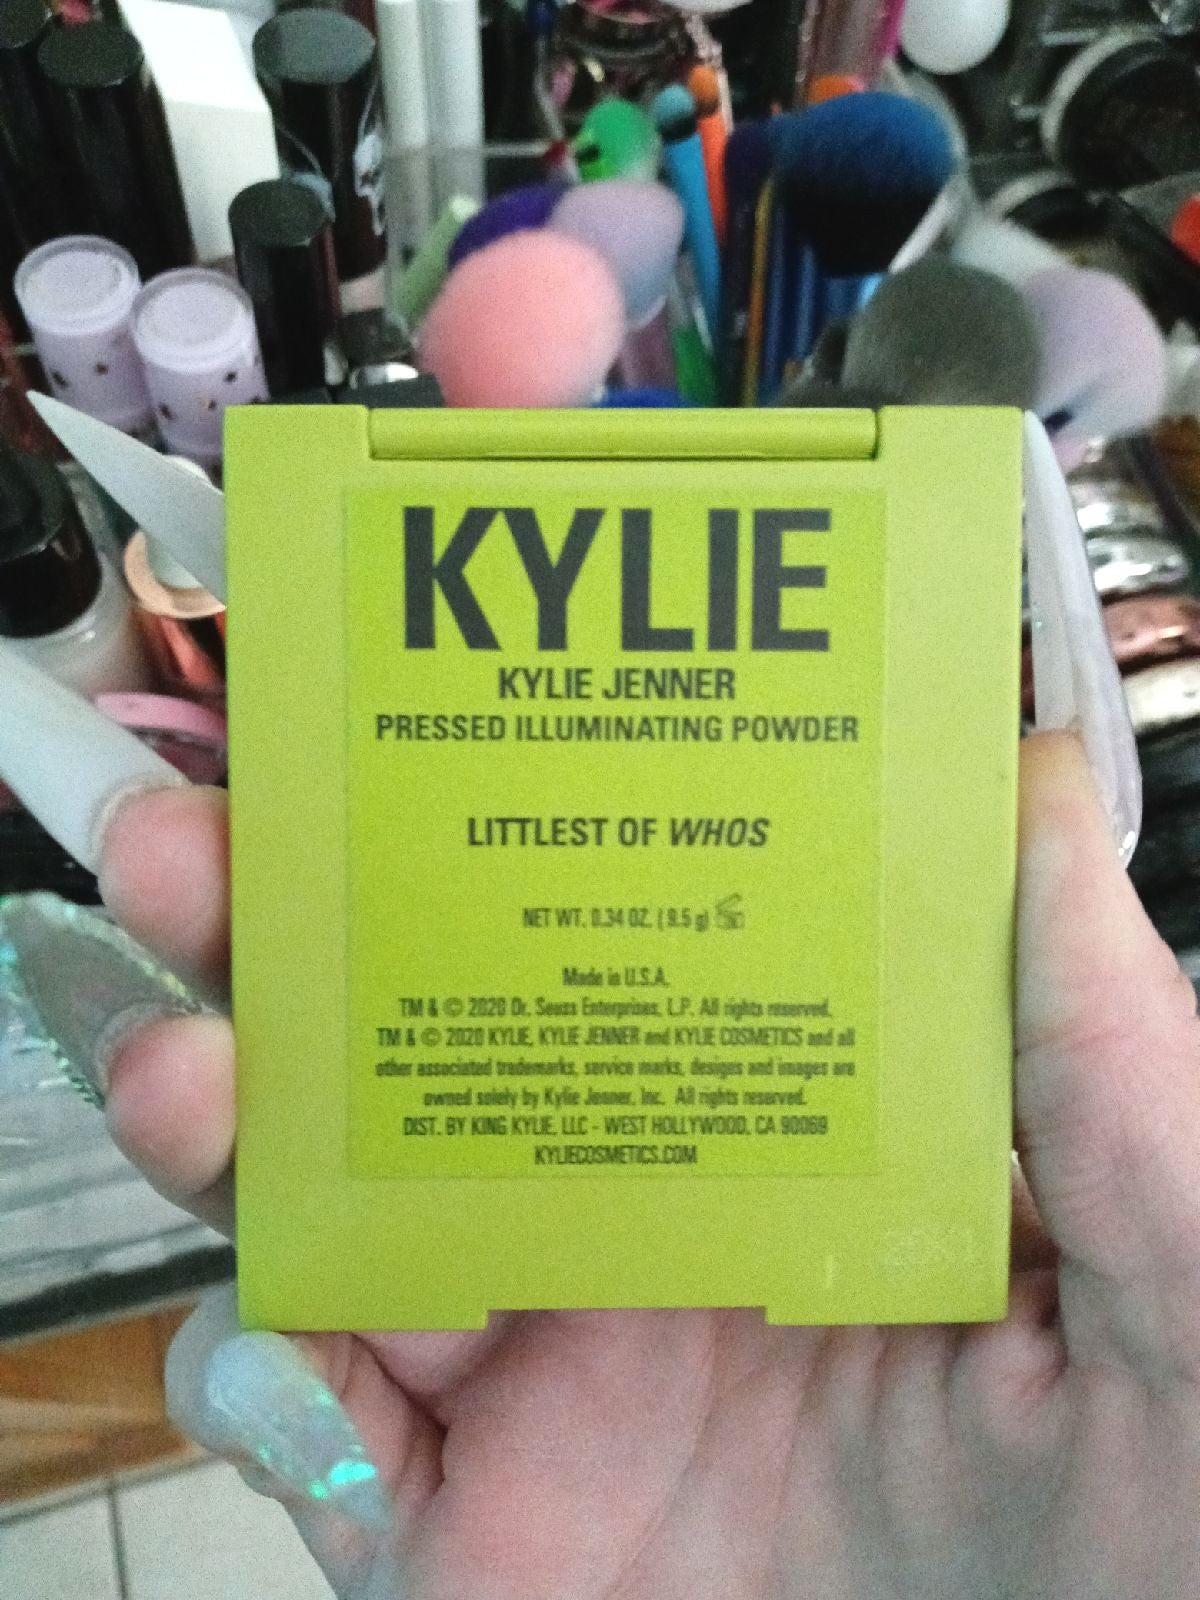 KYLIE
KYLIE JENNER
PRESSED ILLUMINATING POWDER
LITTLEST OF WHOS
NET WT. 0.34 OZ. (9.5 g)
Made in U.S.A.
TM & © 2020 Dr. Seuss Enterprises, L.P. All rights reserved.
TM & © 2020 KYLIE, KYLIE JENNER and KYLIE COSMETICS and all
other associated trademarks, service marks, designs and images are
owned solely by Kylie Jenner, Inc. All rights reserved.
DIST. BY KING KYLIE, LLC - WEST HOLLYWOOD, CA 90069
KYLIECOSMETICS.COM